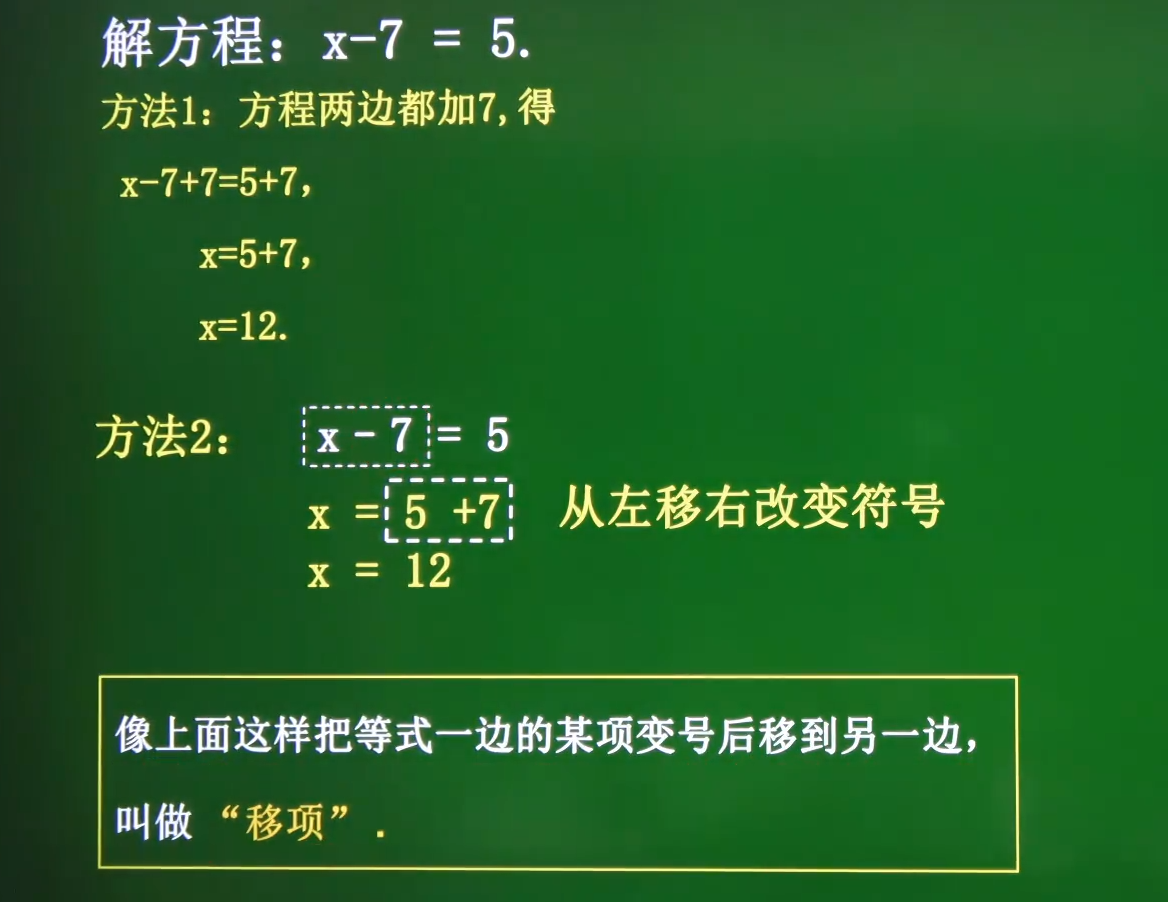 解方程：x-7 = 5.
方法1：方程两边都加7,得
x-7+7=5+7,
x=5+7,
x=12.
方法2： x - 7 = 5
x = 5 +7 从左移右改变符号
x = 12
像上面这样把等式一边的某项变号后移到另一边，
叫做 “移项”.